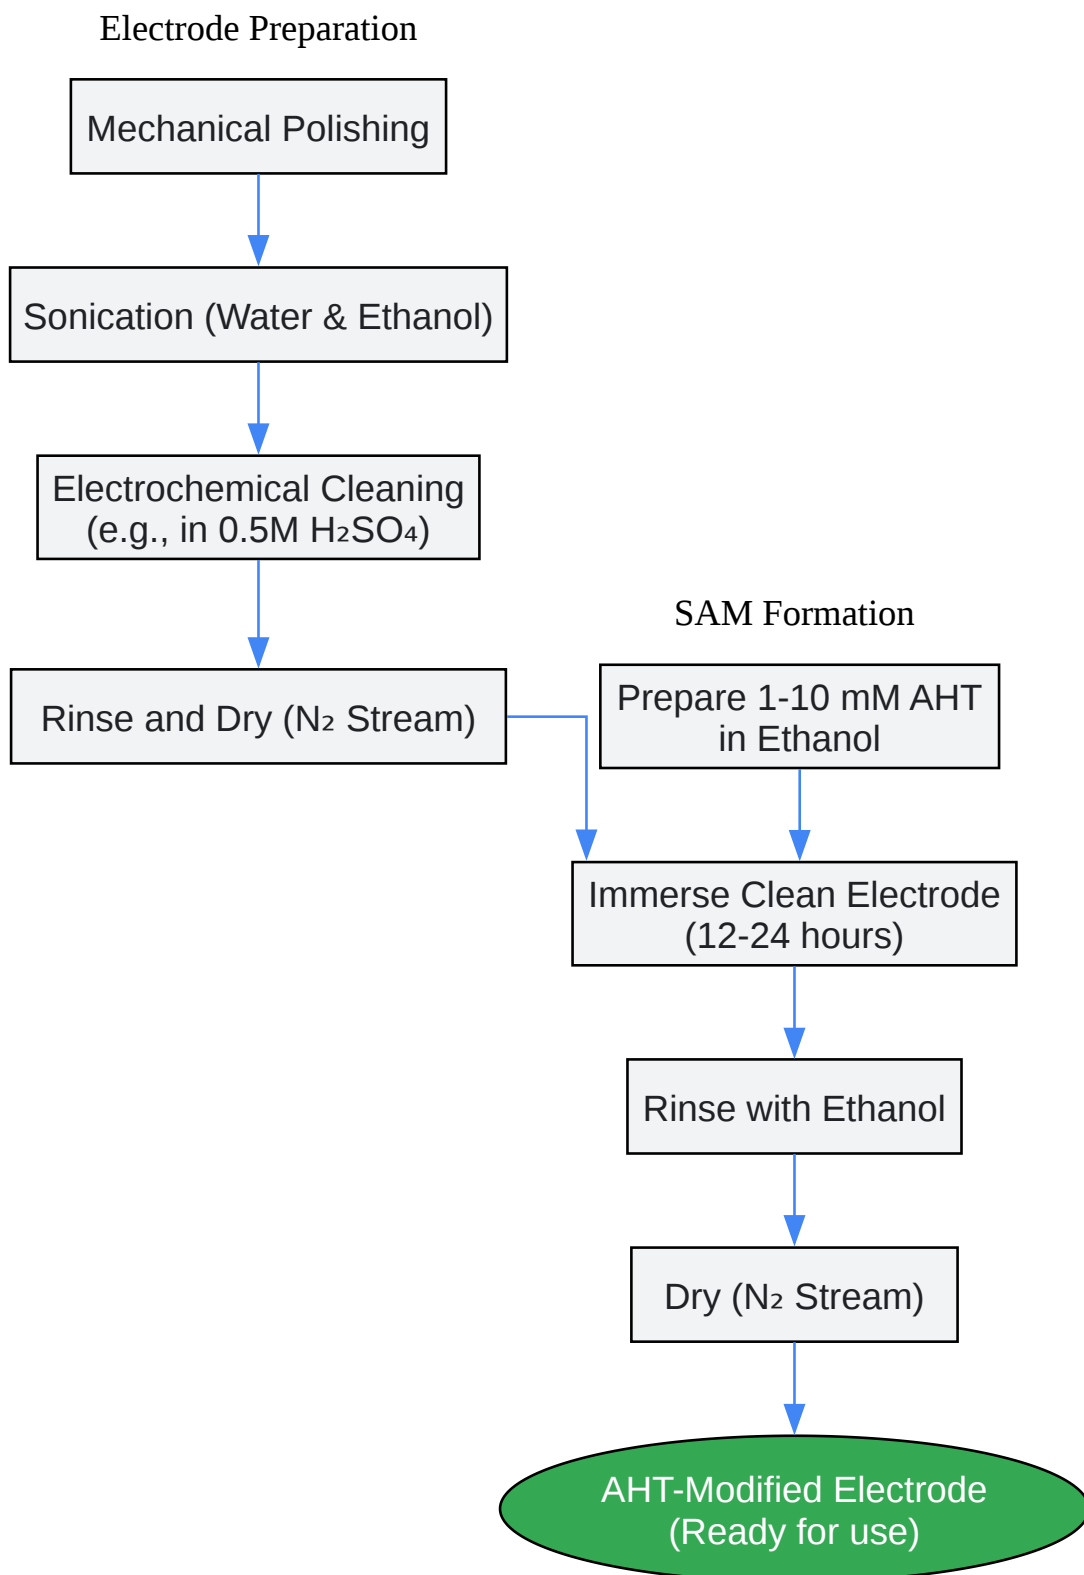 Electrode Preparation
Mechanical Polishing
Sonication (Water & Ethanol)
Electrochemical Cleaning
(e.g., in 0.5M H₂SO₄)
Rinse and Dry (N₂ Stream)
SAM Formation
Prepare 1-10 mM AHT
in Ethanol
Immerse Clean Electrode
(12-24 hours)
Rinse with Ethanol
Dry (N₂ Stream)
AHT-Modified Electrode
(Ready for use)